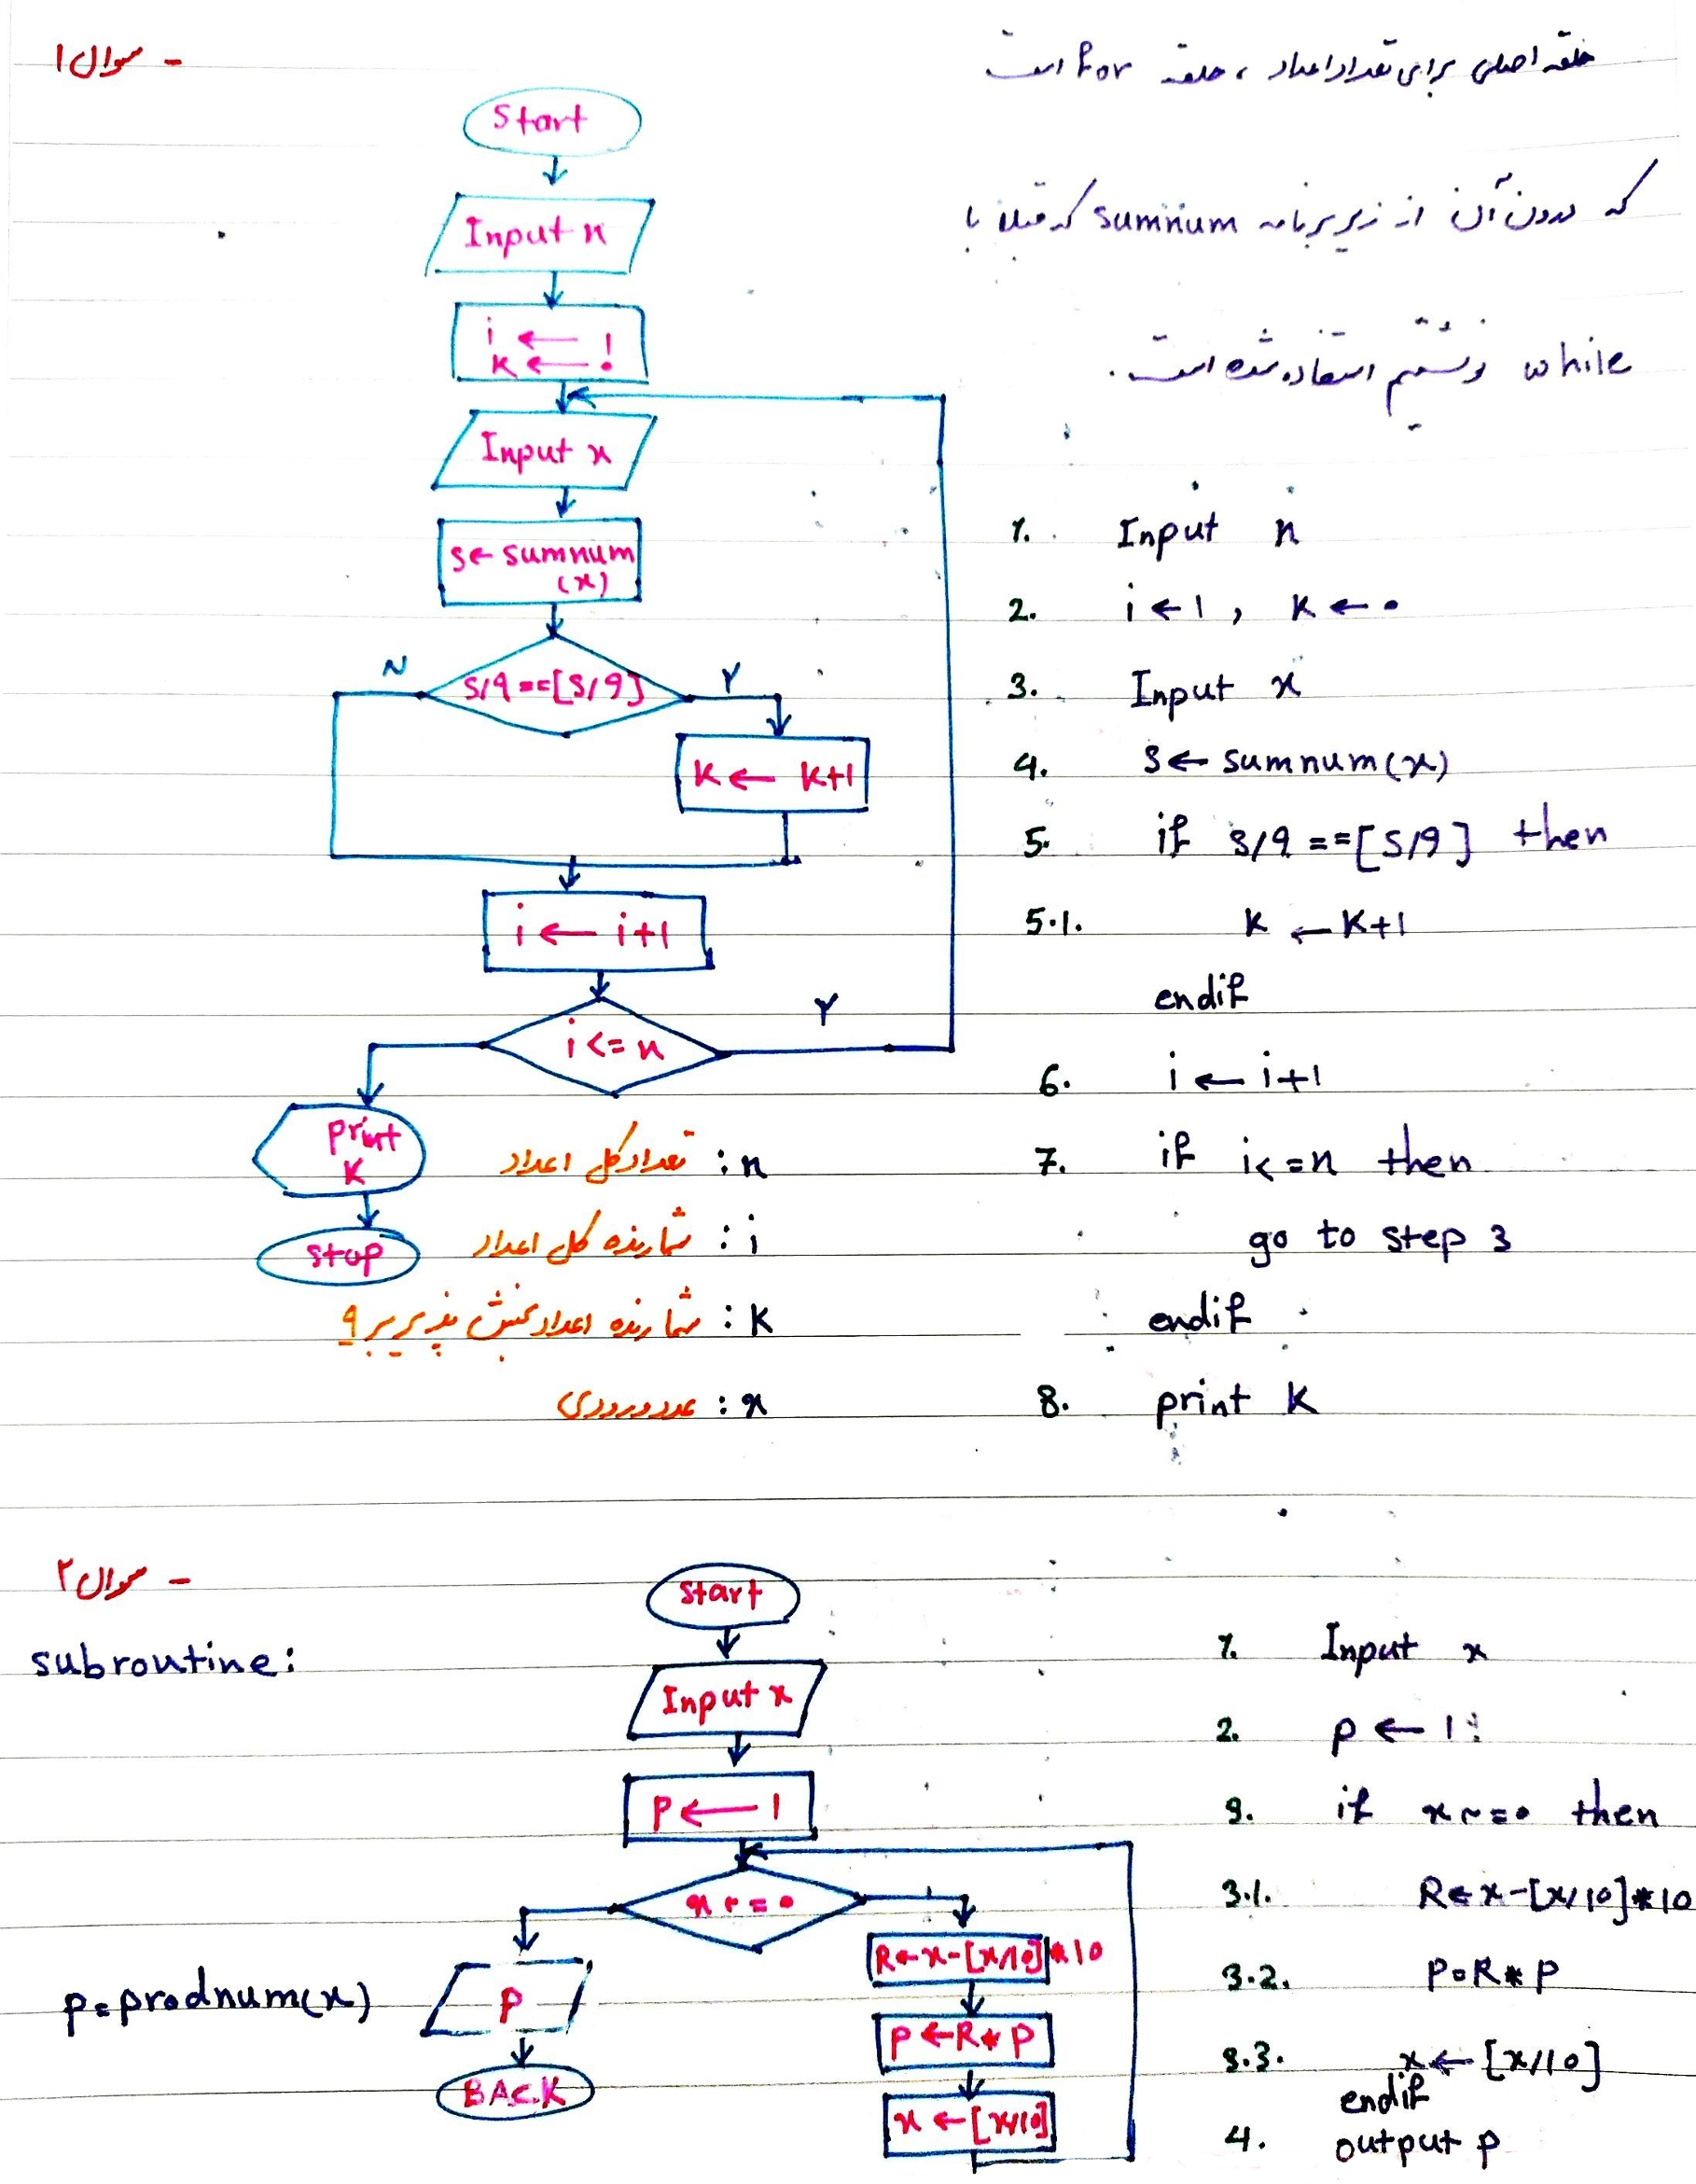 - سوال ۱
حلقه اصلی برای تعداد اعداد ، حلقه for است
که درون آن از زیربرنامه sumnum که قبلا با
while نوشتیم استفاده شده است.
Start
Input n
i ← 1
K ← 0
Input x
s ← sumnum
(x)
S/9 == [S/9]
N
Y
K ← K+1
i ← i+1
i <= n
Y
print
K
stop
n : تعداد کل اعداد
i : شمارنده کل اعداد
K : شمارنده اعداد بخش پذیر بر ۹
x : عدد ورودی
1. Input n
2. i ← 1 , K ← 0
3. Input x
4. S ← sumnum(x)
5. if S/9 == [S/9] then
5.1. K ← K+1
endif
6. i ← i+1
7. if i<=n then
go to step 3
endif
8. print K
- سوال ۲
subroutine:
Start
Input x
P ← 1
x ~= 0
R ← x-[x/10]*10
P ← R * P
x ← [x/10]
P
BACK
p=prodnum(x)
1. Input x
2. P ← 1
3. if x ~= 0 then
3.1. R ← x-[x/10]*10
3.2. P=R*P
3.3. x ← [x/10]
endif
4. output p